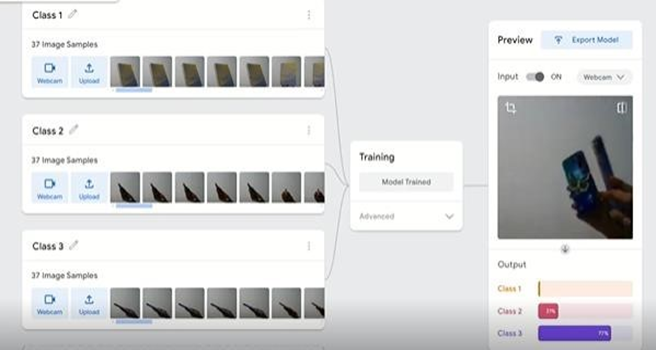 Class 1
37 Image Samples
Webcam
Upload
Class 2
37 Image Samples
Webcam
Upload
Class 3
37 Image Samples
Webcam
Upload
Training
Model Trained
Advanced
Preview
Export Model
Input
ON
Webcam
Output
Class 1
Class 2
Class 3